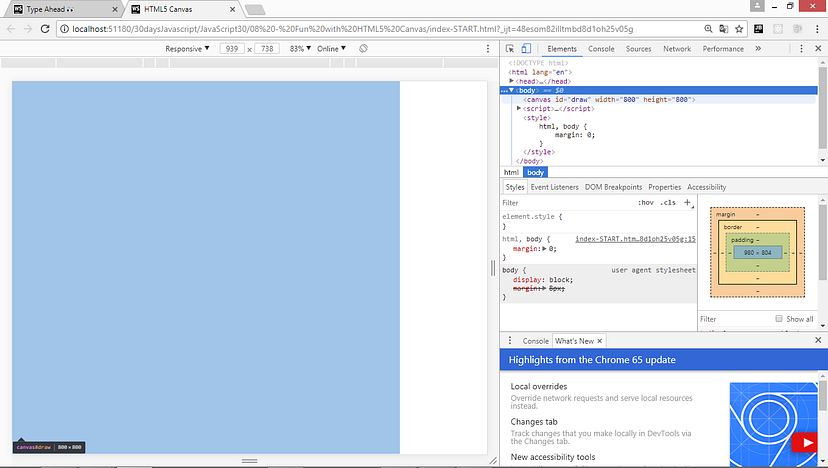 WS Type Ahead 👀
WS HTML5 Canvas
localhost:51180/30daysJavascript/JavaScript30/08%20-%20Fun%20with%20HTML5%20Canvas/index-START.html?_ijt=48esom82illtmbd8d1oh25v05g
Responsive ▼ 939 x 738 83% ▼ Online ▼
Elements Console Sources Network Performance »
<!DOCTYPE html>
<html lang="en">
▶<head>…</head>
…▼<body> == $0
<canvas id="draw" width="800" height="800">
▶<script>…</script>
<style>
html, body {
margin: 0;
}
</style>
</body>
html body
Styles Event Listeners DOM Breakpoints Properties Accessibility
Filter :hov .cls +
element.style {
}
html, body { index-START.htm…8d1oh25v05g:15
margin:▶ 0;
}
body { user agent stylesheet
display: block;
margin:▶ 8px;
}
margin –
border –
padding –
– – – 980 × 804 – – –
–
–
–
Filter Show all
Console What's New ×
Highlights from the Chrome 65 update
Local overrides
Override network requests and serve local resources
instead.
Changes tab
Track changes that you make locally in DevTools via
the Changes tab.
New accessibility tools
canvas#draw | 800×800